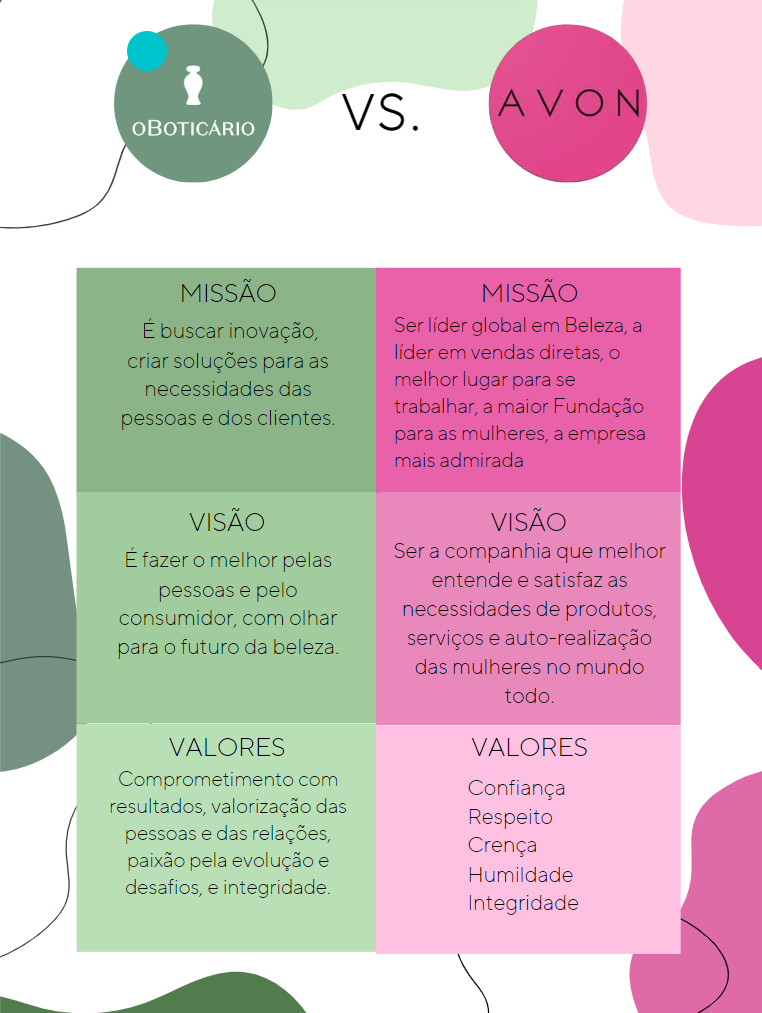 oBOTICÁRIO
VS.
AVON
MISSÃO
É buscar inovação,
criar soluções para as
necessidades das
pessoas e dos clientes.
MISSÃO
Ser líder global em Beleza, a
líder em vendas diretas, o
melhor lugar para se
trabalhar, a maior Fundação
para as mulheres, a empresa
mais admirada
VISÃO
É fazer o melhor pelas
pessoas e pelo
consumidor, com olhar
para o futuro da beleza.
VISÃO
Ser a companhia que melhor
entende e satisfaz as
necessidades de produtos,
serviços e auto-realização
das mulheres no mundo
todo.
VALORES
Comprometimento com
resultados, valorização das
pessoas e das relações,
paixão pela evolução e
desafios, e integridade.
VALORES
Confiança
Respeito
Crença
Humildade
Integridade